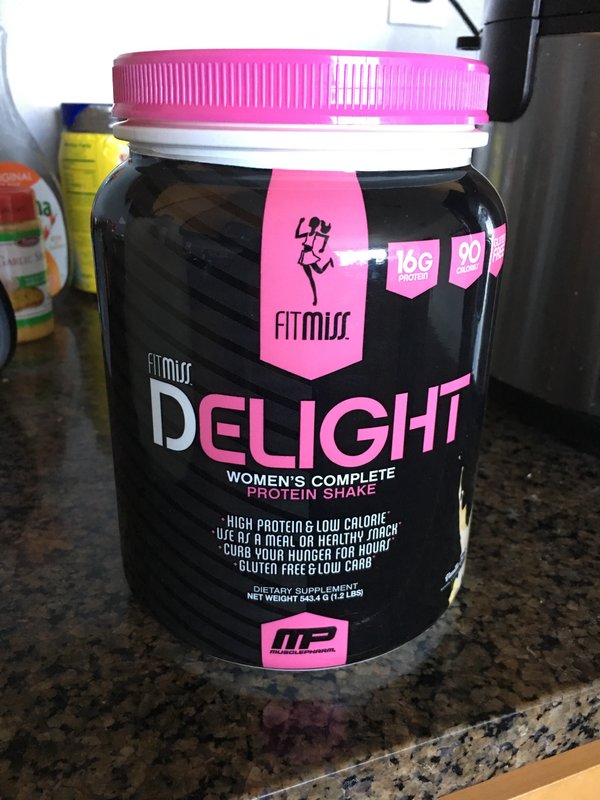 FITMISS
16G
PROTEIN
90
CALORIES
GLUTEN
FREE
FITMISS
DELIGHT
WOMEN'S COMPLETE
PROTEIN SHAKE
• HIGH PROTEIN & LOW CALORIE*
• USE AS A MEAL OR HEALTHY SNACK*
• CURB YOUR HUNGER FOR HOURS*
• GLUTEN FREE & LOW CARB*
DIETARY SUPPLEMENT
NET WEIGHT 543.4 G (1.2 LBS)
MP
MUSCLEPHARM